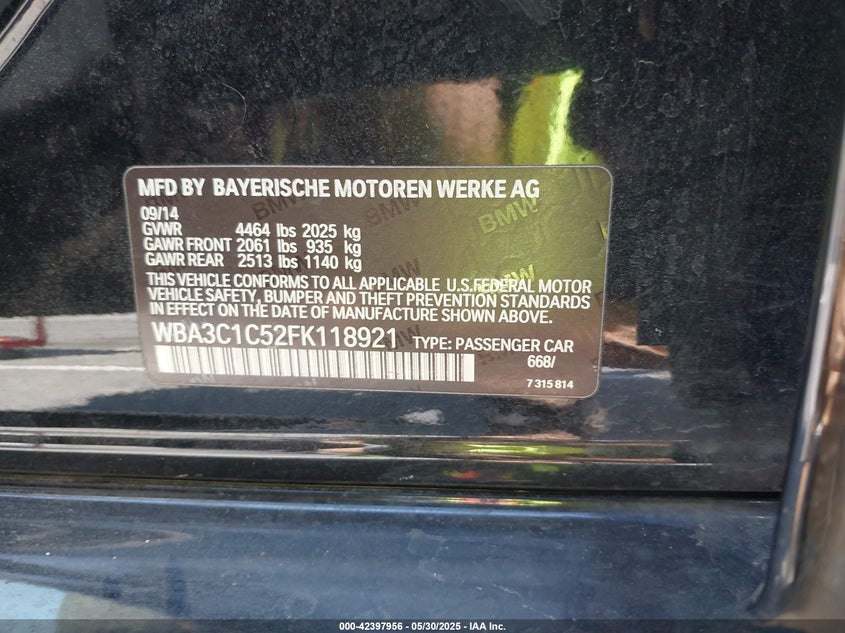 MFD BY BAYERISCHE MOTOREN WERKE AG
09/14
GVWR 4464 lbs 2025 kg
GAWR FRONT 2061 lbs 935 kg
GAWR REAR 2513 lbs 1140 kg
THIS VEHICLE CONFORMS TO ALL APPLICABLE U.S.FEDERAL MOTOR
VEHICLE SAFETY, BUMPER AND THEFT PREVENTION STANDARDS
IN EFFECT ON THE DATE OF MANUFACTURE SHOWN ABOVE.
WBA3C1C52FK118921 TYPE: PASSENGER CAR
668/
7 315 814
000-42397956 — 05/30/2025 — IAA Inc.